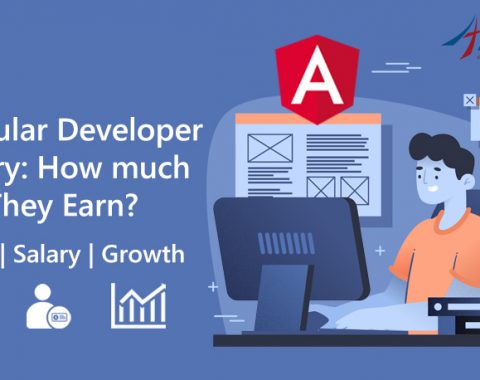 ular Developer
ry: How much
They Earn?
| Salary | Growth
A